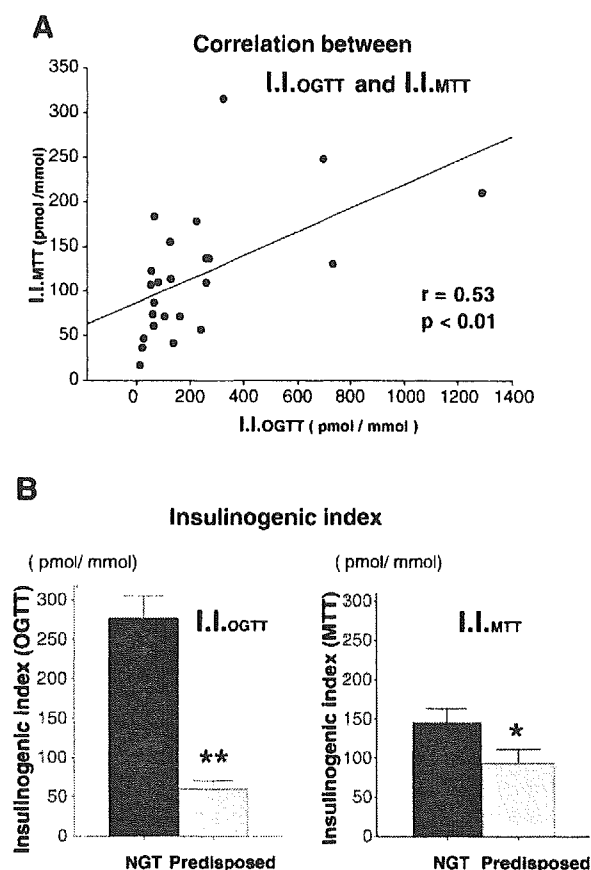 A
Correlation between
I.I.OGTT and I.I.MTT
350
300
250
200
150
100
50
0
I.I.MTT (pmol /mmol)
r = 0.53
p < 0.01
0 200 400 600 800 1000 1200 1400
I.I.OGTT ( pmol / mmol )
B
Insulinogenic index
( pmol/ mmol)
Insulinogenic index (OGTT)
300
250
200
150
100
50
0
I.I.OGTT
**
NGT Predisposed
( pmol/ mmol)
Insulinogenic index (MTT)
300
250
200
150
100
50
0
I.I.MTT
*
NGT Predisposed